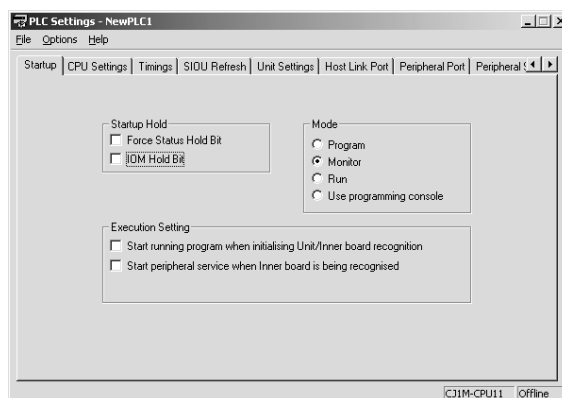 PLC Settings - NewPLC1
File Options Help
Startup CPU Settings Timings SIOU Refresh Unit Settings Host Link Port Peripheral Port Peripheral
Startup Hold
Force Status Hold Bit
IOM Hold Bit
Mode
Program
Monitor
Run
Use programming console
Execution Setting
Start running program when initialising Unit/Inner board recognition
Start peripheral service when Inner board is being recognised
CJ1M-CPU11 Offline